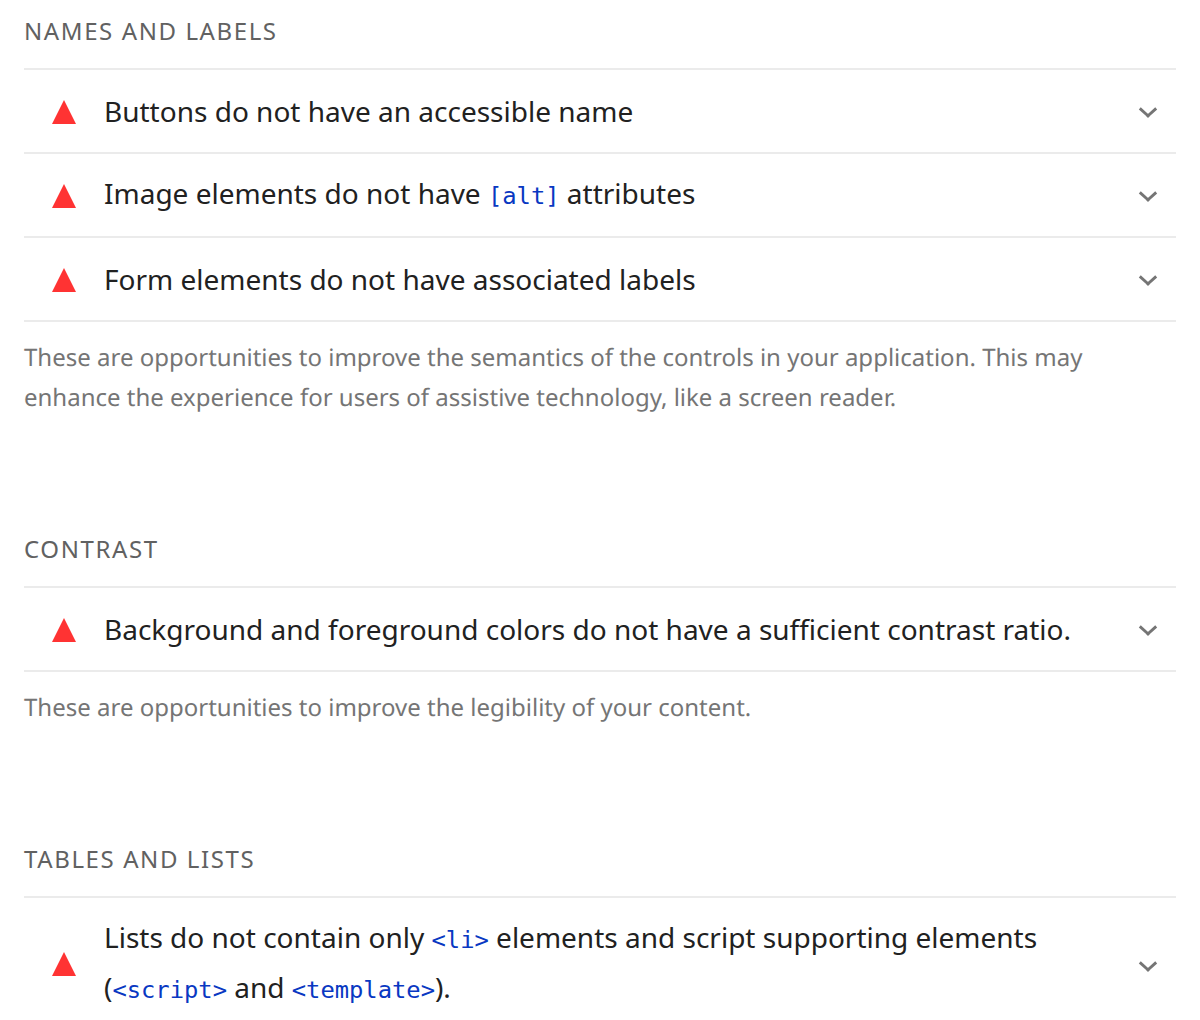 NAMES AND LABELS
Buttons do not have an accessible name
Image elements do not have [alt] attributes
Form elements do not have associated labels
These are opportunities to improve the semantics of the controls in your application. This may
enhance the experience for users of assistive technology, like a screen reader.
CONTRAST
Background and foreground colors do not have a sufficient contrast ratio.
These are opportunities to improve the legibility of your content.
TABLES AND LISTS
Lists do not contain only <li> elements and script supporting elements
(<script> and <template>).